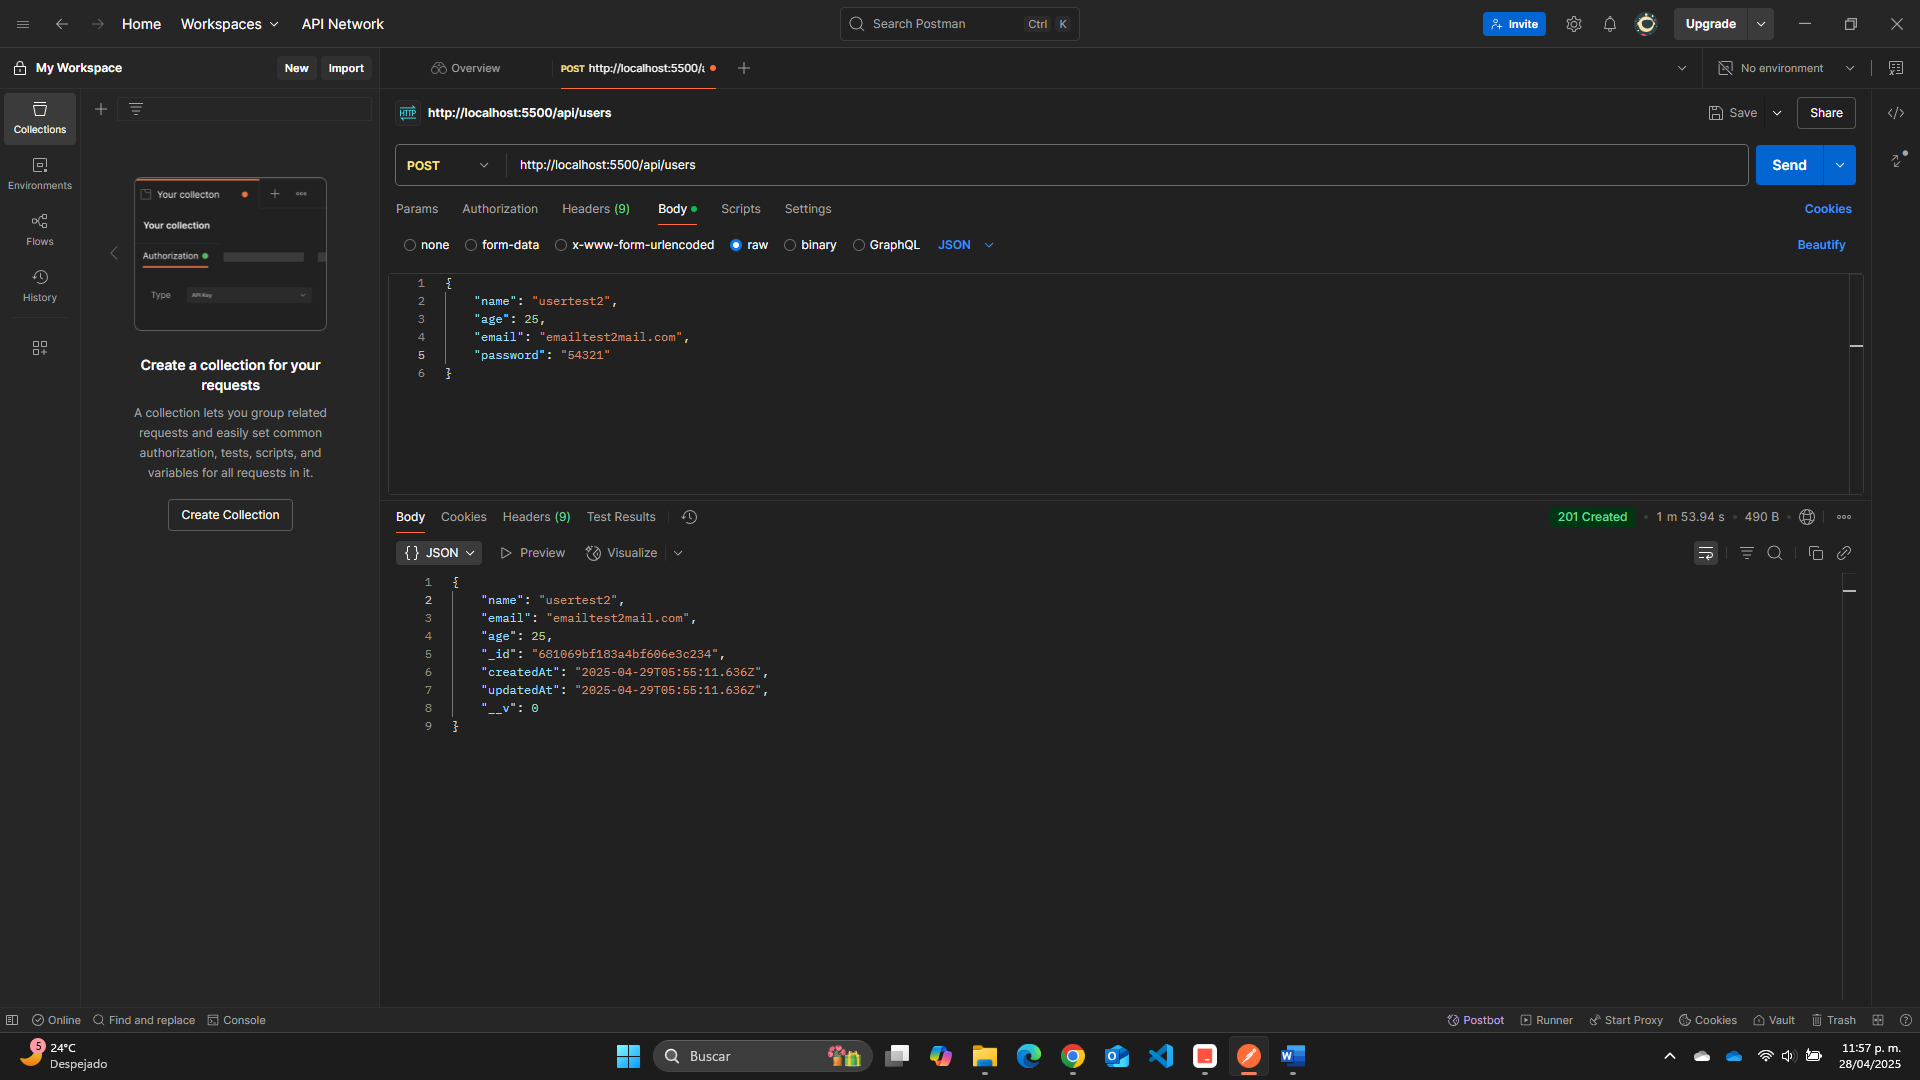 Home Workspaces API Network Search Postman Ctrl K Invite Upgrade
My Workspace New Import Overview POST http://localhost:5500/a No environment
Collections
Environments
Flows
History
Your collecton
Your collection
Authorization
Type API Key
Create a collection for your
requests
A collection lets you group related
requests and easily set common
authorization, tests, scripts, and
variables for all requests in it.
Create Collection
HTTP http://localhost:5500/api/users Save Share
POST http://localhost:5500/api/users Send
Params Authorization Headers (9) Body Scripts Settings Cookies
none form-data x-www-form-urlencoded raw binary GraphQL JSON Beautify
1 {
2 "name": "usertest2",
3 "age": 25,
4 "email": "emailtest2mail.com",
5 "password": "54321"
6 }
Body Cookies Headers (9) Test Results 201 Created 1 m 53.94 s 490 B
{} JSON Preview Visualize
1 {
2 "name": "usertest2",
3 "email": "emailtest2mail.com",
4 "age": 25,
5 "_id": "681069bf183a4bf606e3c234",
6 "createdAt": "2025-04-29T05:55:11.636Z",
7 "updatedAt": "2025-04-29T05:55:11.636Z",
8 "__v": 0
9 }
Online Find and replace Console Postbot Runner Start Proxy Cookies Vault Trash
5 24°C
Despejado
Buscar
11:57 p. m.
28/04/2025